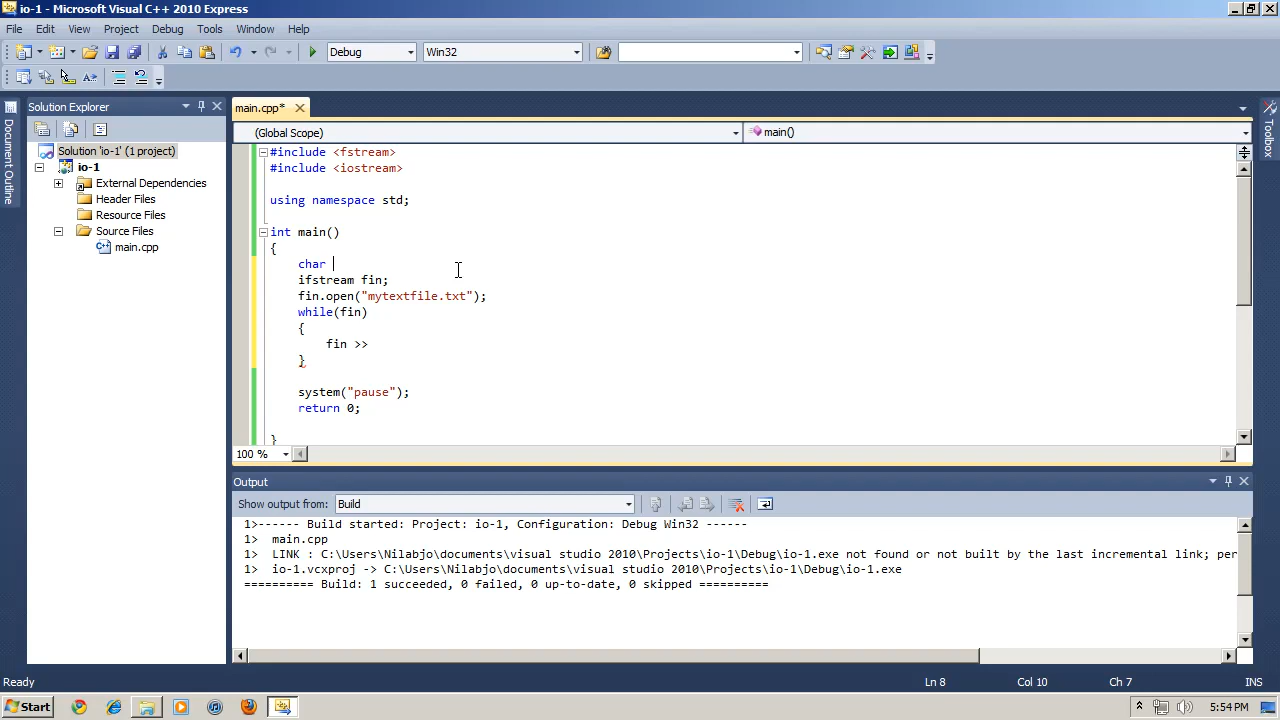 io-1 - Microsoft Visual C++ 2010 Express
File Edit View Project Debug Tools Window Help
Debug Win32
Document Outline
Solution Explorer
Solution 'io-1' (1 project)
io-1
External Dependencies
Header Files
Resource Files
Source Files
main.cpp
main.cpp*
(Global Scope) main()
#include <fstream>
#include <iostream>
using namespace std;
int main()
{
char
ifstream fin;
fin.open("mytextfile.txt");
while(fin)
{
fin >>
}
system("pause");
return 0;
}
100 %
Toolbox
Output
Show output from: Build
1>------ Build started: Project: io-1, Configuration: Debug Win32 ------
1> main.cpp
1> LINK : C:\Users\Nilabjo\documents\visual studio 2010\Projects\io-1\Debug\io-1.exe not found or not built by the last incremental link; per
1> io-1.vcxproj -> C:\Users\Nilabjo\documents\visual studio 2010\Projects\io-1\Debug\io-1.exe
========== Build: 1 succeeded, 0 failed, 0 up-to-date, 0 skipped ==========
Ready Ln 8 Col 10 Ch 7 INS
Start 5:54 PM